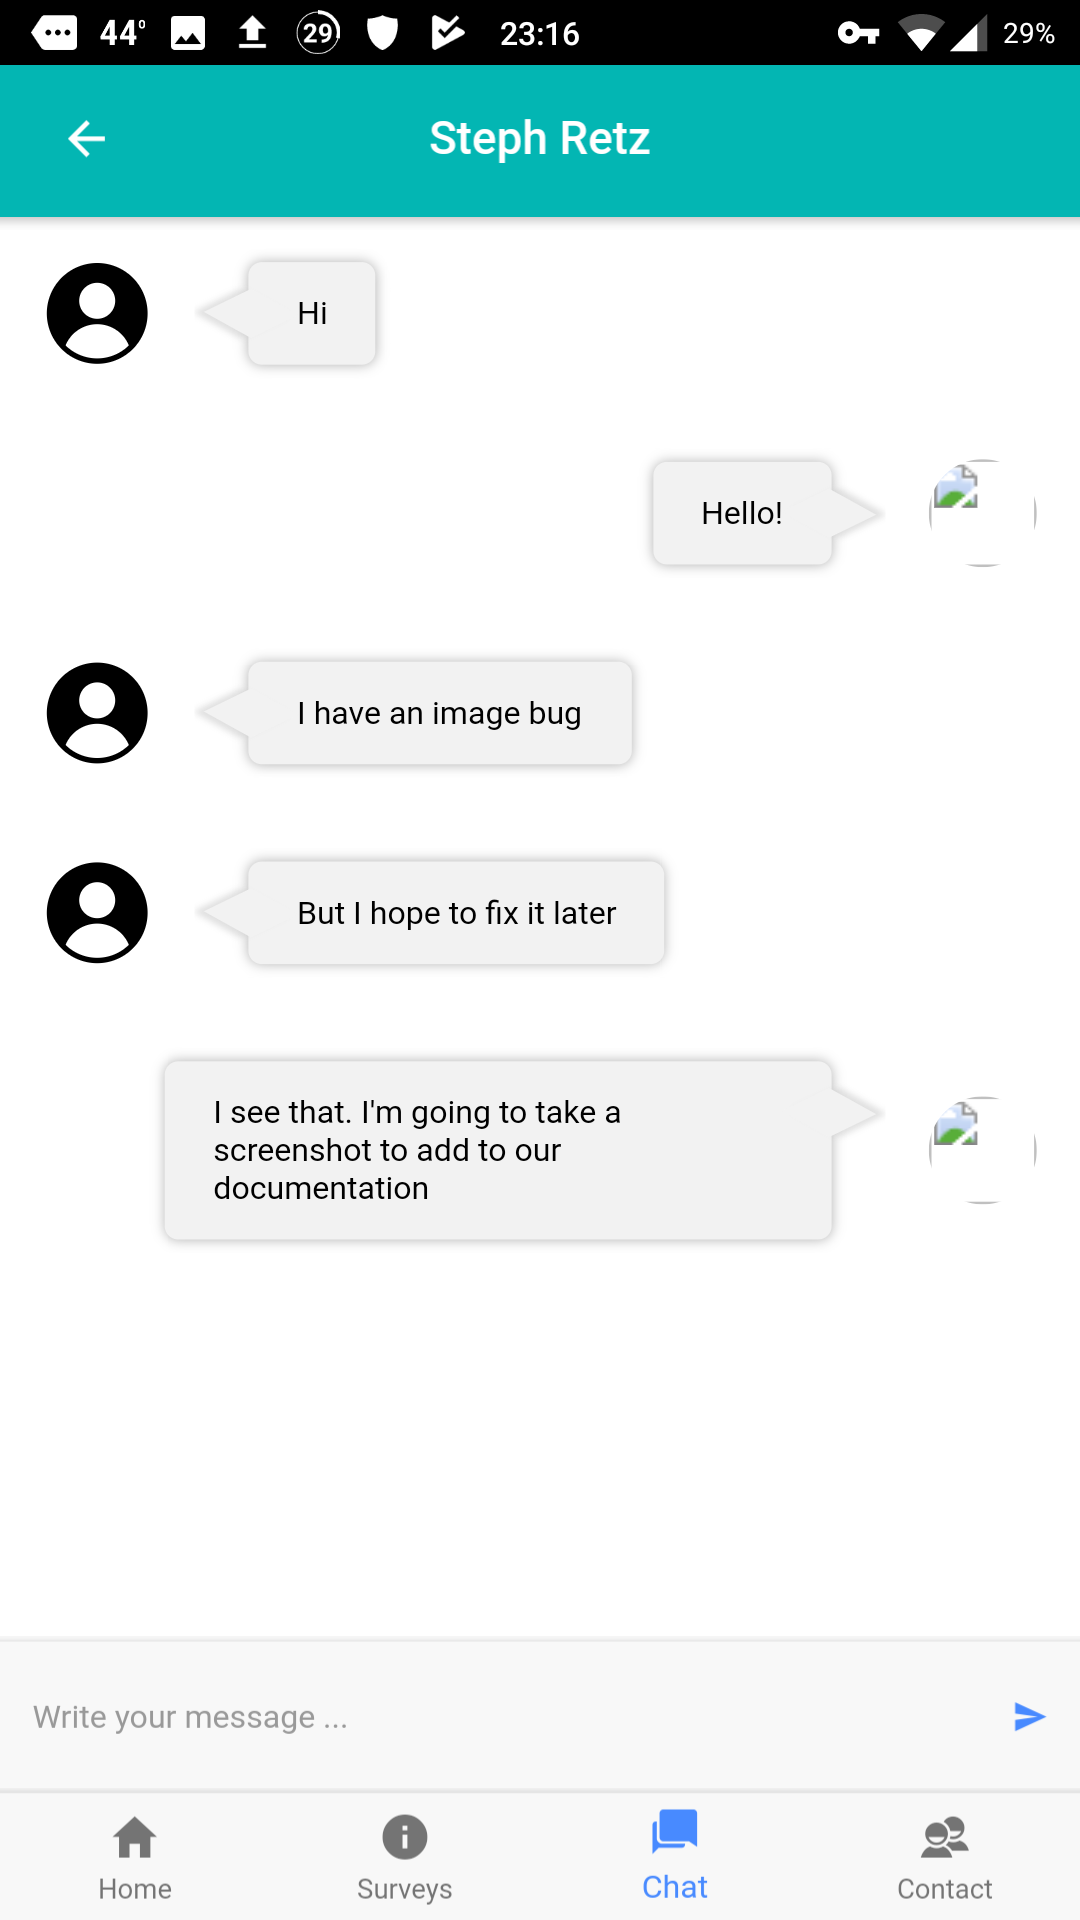 44° 29 23:16 29%
Steph Retz
Hi
Hello!
I have an image bug
But I hope to fix it later
I see that. I'm going to take a
screenshot to add to our
documentation
Write your message ...
Home Surveys Chat Contact